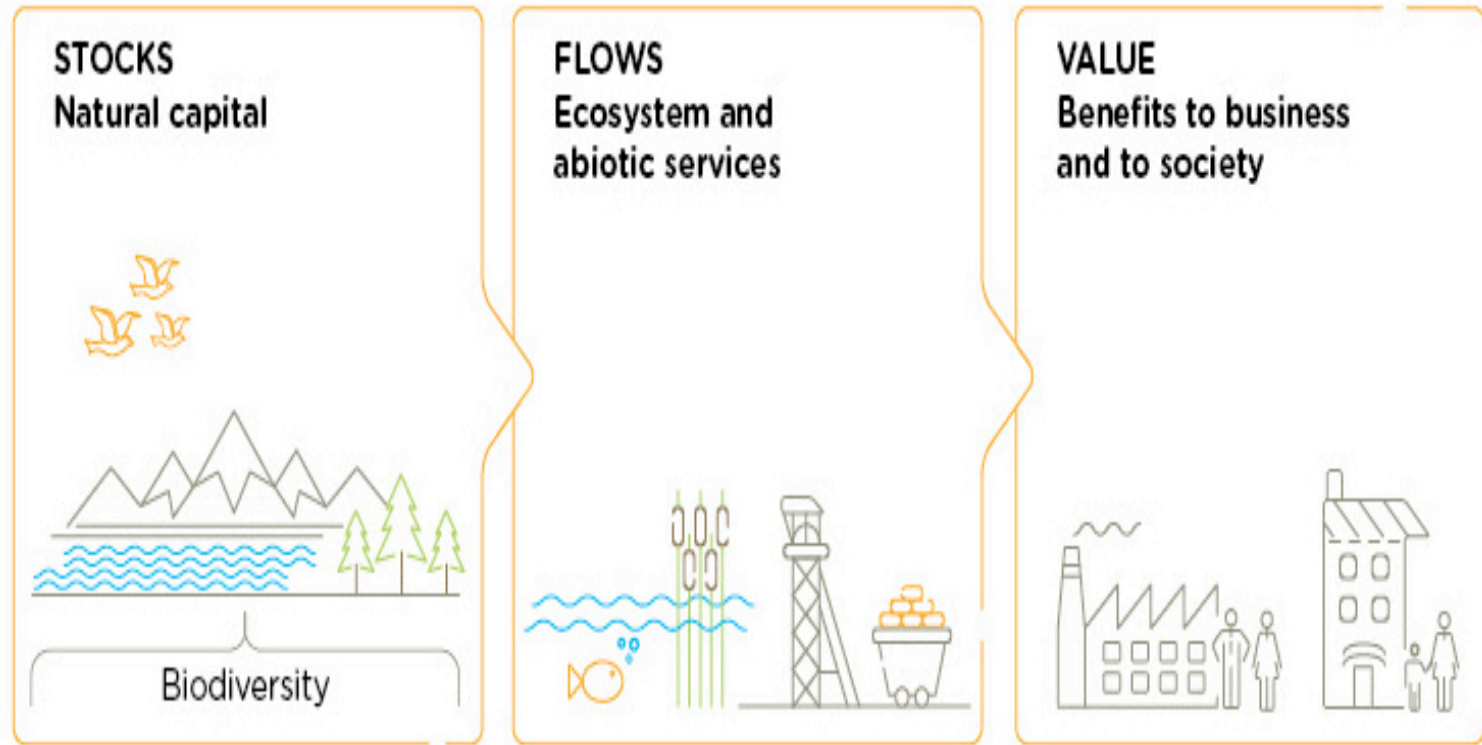 STOCKS
Natural capital
Biodiversity
FLOWS
Ecosystem and
abiotic services
VALUE
Benefits to business
and to society